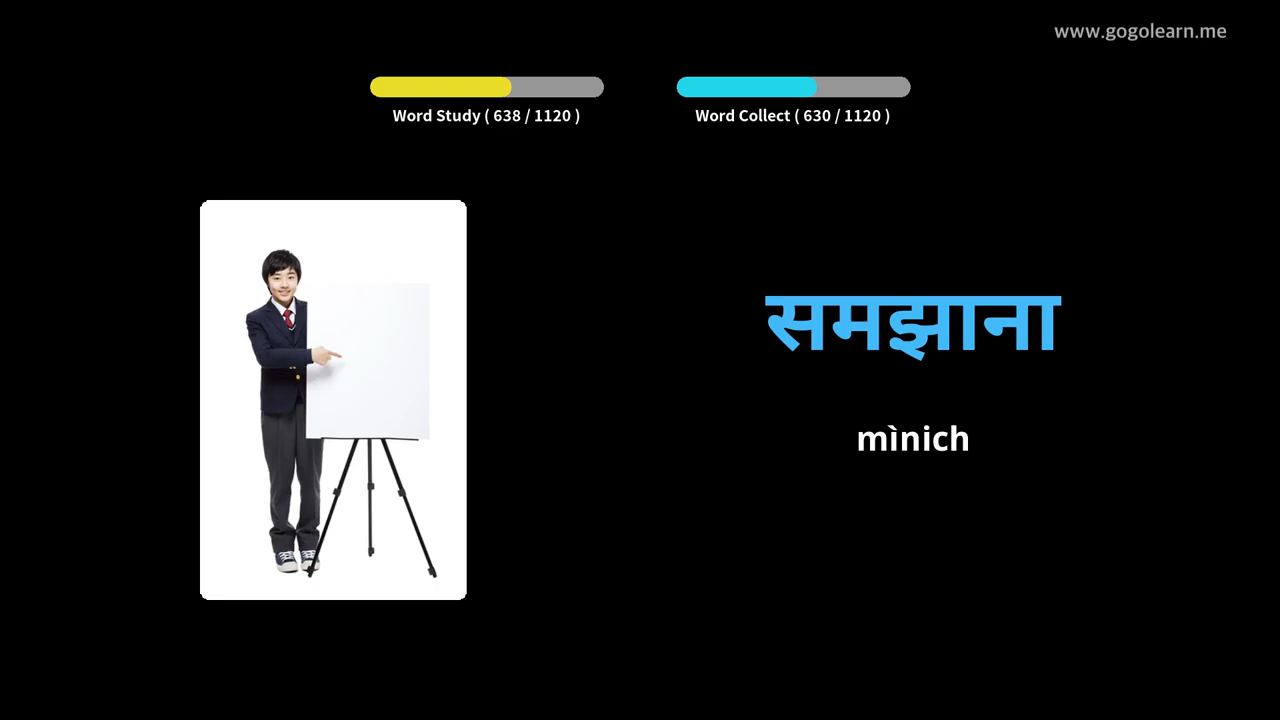 www.gogolearn.me
Word Study ( 638 / 1120 )
Word Collect ( 630 / 1120 )
समझाना
mìnich